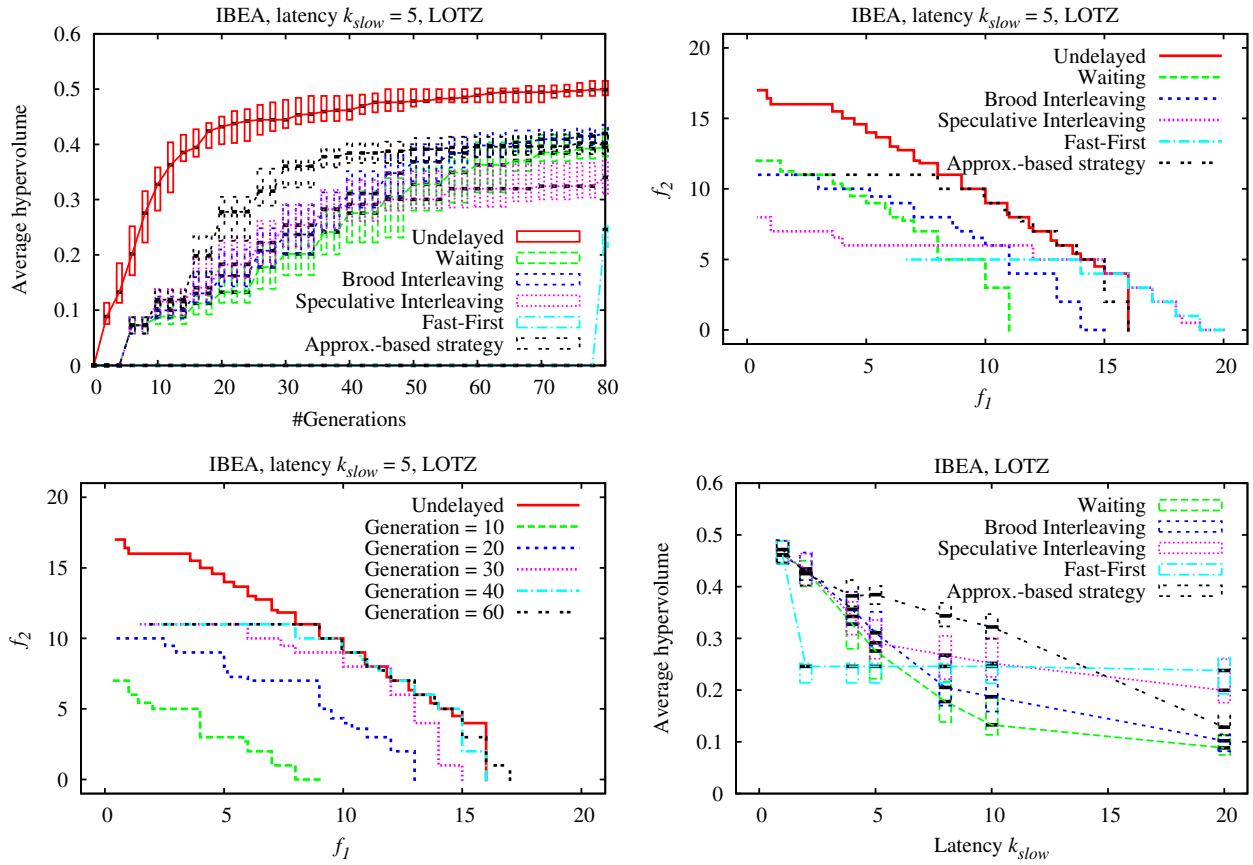 IBEA, latency k_slow = 5, LOTZ
Average hypervolume
0.6
0.5
0.4
0.3
0.2
0.1
0
Undelayed
Waiting
Brood Interleaving
Speculative Interleaving
Fast-First
Approx.-based strategy
0 10 20 30 40 50 60 70 80
#Generations
IBEA, latency k_slow = 5, LOTZ
f_2
20
15
10
5
0
Undelayed
Waiting
Brood Interleaving
Speculative Interleaving
Fast-First
Approx.-based strategy
5 10 15 20
f_1
IBEA, latency k_slow = 5, LOTZ
f_2
20
15
10
5
0
Undelayed
Generation = 10
Generation = 20
Generation = 30
Generation = 40
Generation = 60
5 10 15 20
f_1
IBEA, LOTZ
Average hypervolume
0.6
0.5
0.4
0.3
0.2
0.1
0
Waiting
Brood Interleaving
Speculative Interleaving
Fast-First
Approx.-based strategy
0 5 10 15 20
Latency k_slow